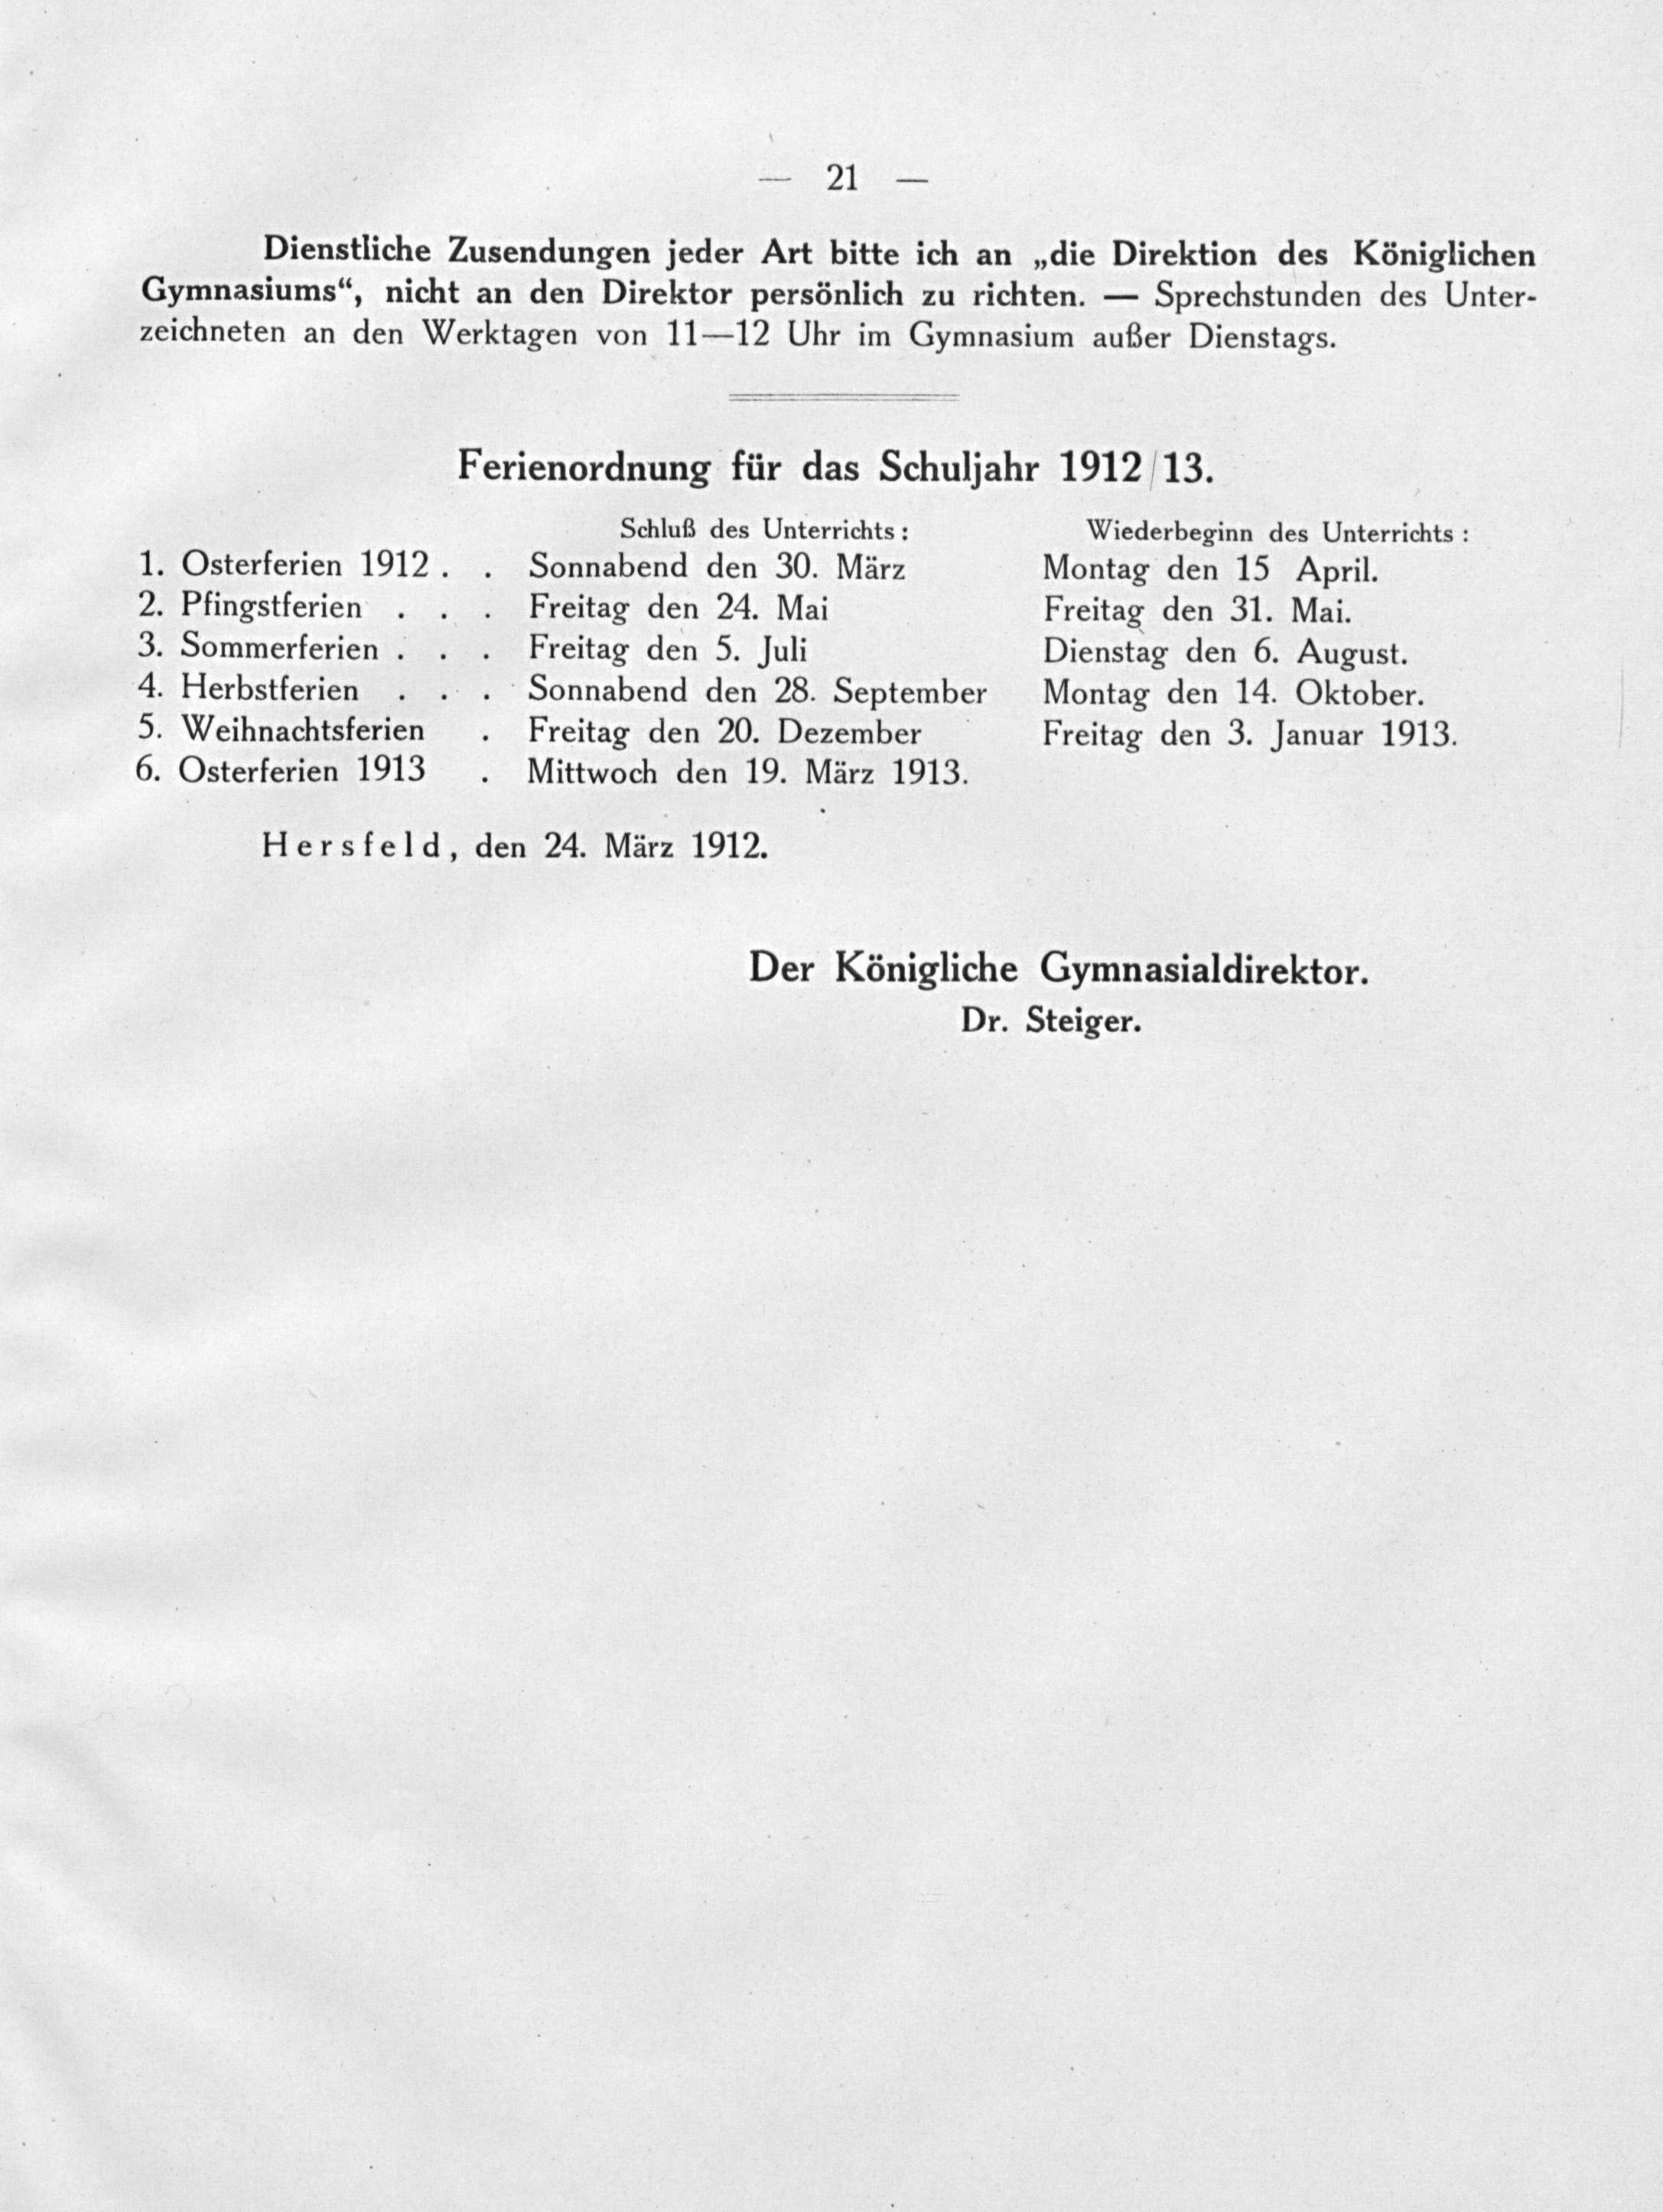 — 21 —
Dienstliche Zusendungen jeder Art bitte ich an „die Direktion des Königlichen
Gymnasiums“, nicht an den Direktor persönlich zu richten. — Sprechstunden des Unter-
zeichneten an den Werktagen von 11—12 Uhr im Gymnasium außer Dienstags.
Ferienordnung für das Schuljahr 1912/13.
Schluß des Unterrichts: Wiederbeginn des Unterrichts:
1. Osterferien 1912 . . Sonnabend den 30. März Montag den 15 April.
2. Pfingstferien . . . Freitag den 24. Mai Freitag den 31. Mai.
3. Sommerferien . . . Freitag den 5. Juli Dienstag den 6. August.
4. Herbstferien . . . Sonnabend den 28. September Montag den 14. Oktober.
5. Weihnachtsferien . Freitag den 20. Dezember Freitag den 3. Januar 1913.
6. Osterferien 1913 . Mittwoch den 19. März 1913.
Hersfeld, den 24. März 1912.
Der Königliche Gymnasialdirektor.
Dr. Steiger.